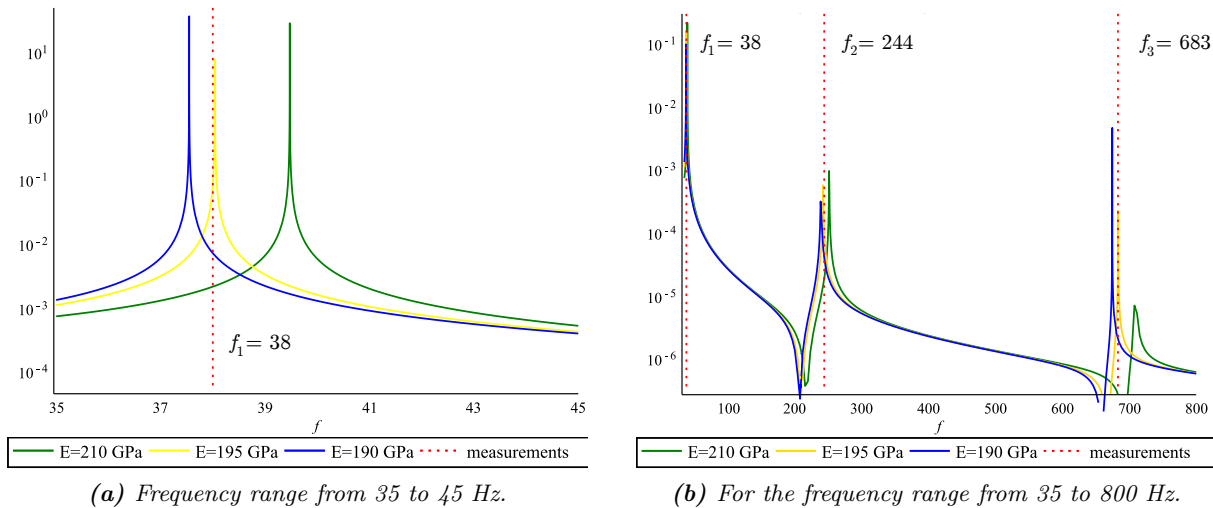 10^1
10^0
10^-1
10^-2
10^-3
10^-4
f_1= 38
35 37 39 41 43 45
f
E=210 GPa E=195 GPa E=190 GPa measurements
(a) Frequency range from 35 to 45 Hz.
f_1= 38 f_2= 244 f_3= 683
10^-1
10^-2
10^-3
10^-4
10^-5
10^-6
100 200 300 400 500 600 700 800
f
E=210 GPa E=195 GPa E=190 GPa measurements
(b) For the frequency range from 35 to 800 Hz.